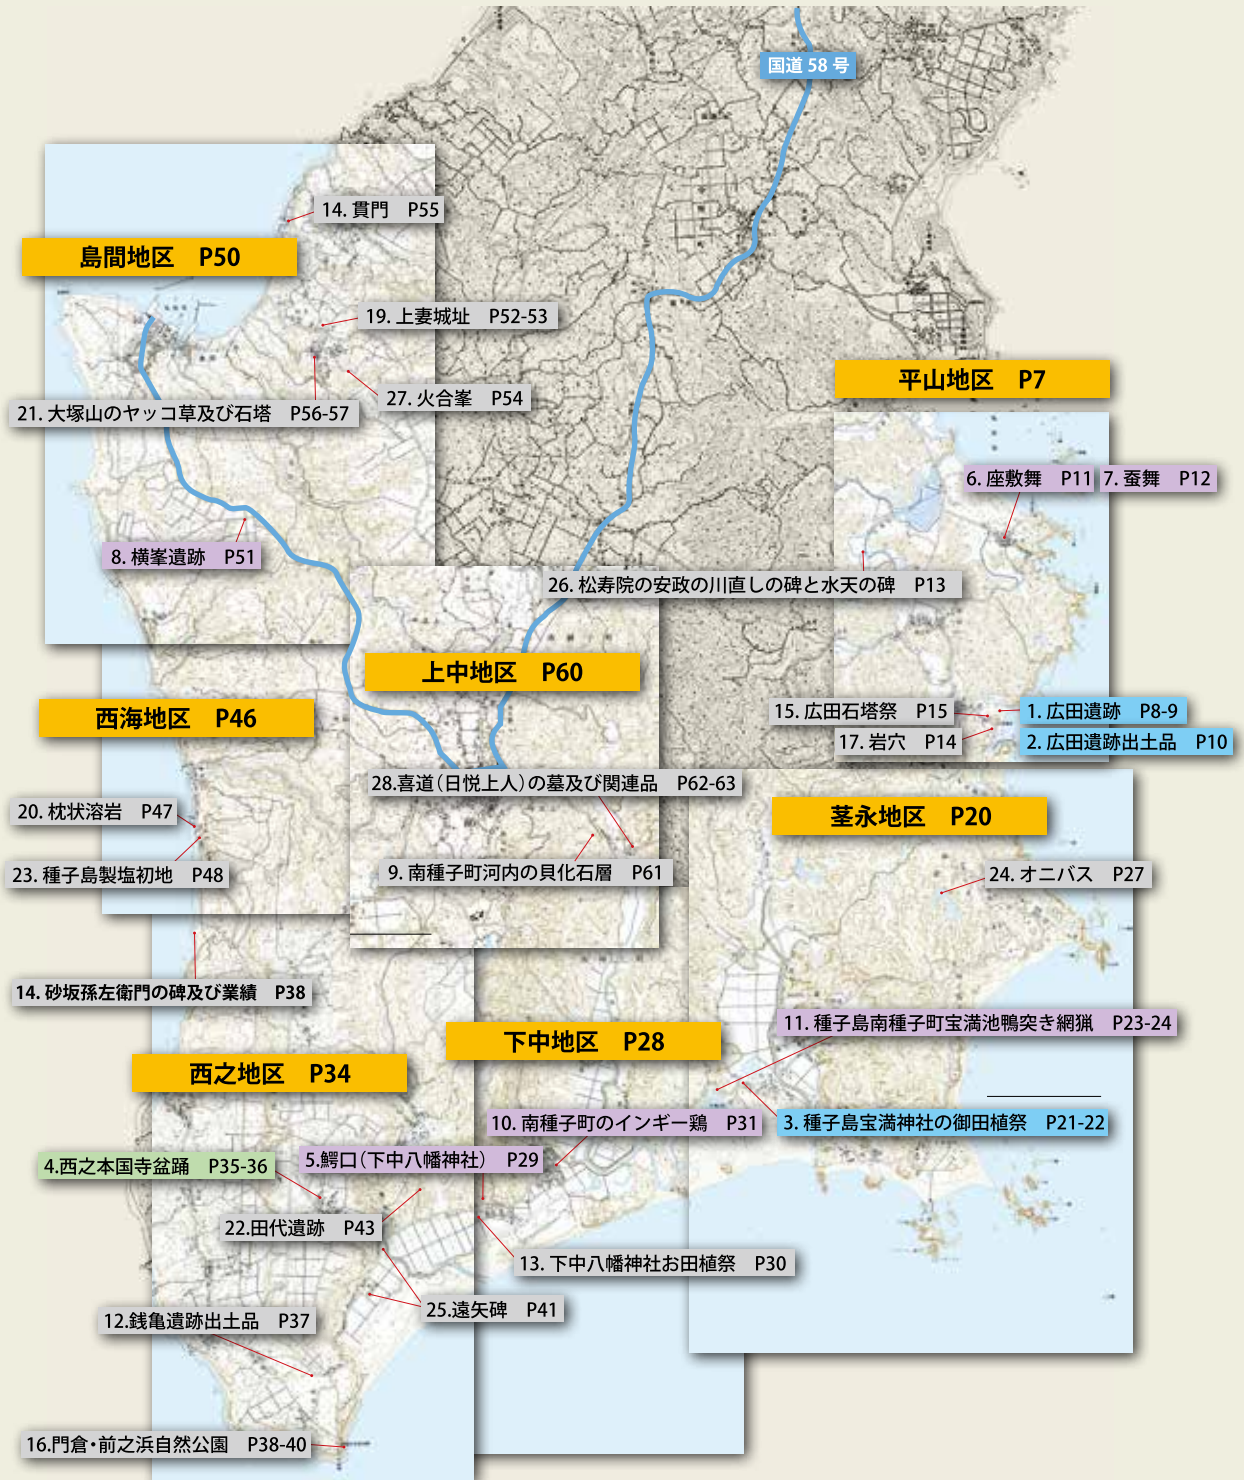 国道 58 号
14. 貫門　P55
島間地区　P50
19. 上妻城址　P52-53
平山地区　P7
27. 火合峯　P54
21. 大塚山のヤッコ草及び石塔　P56-57
6. 座敷舞　P11
7. 蚕舞　P12
8. 横峯遺跡　P51
26. 松寿院の安政の川直しの碑と水天の碑　P13
上中地区　P60
西海地区　P46
15. 広田石塔祭　P15
1. 広田遺跡　P8-9
17. 岩穴　P14
2. 広田遺跡出土品　P10
28.喜道（日悦上人）の墓及び関連品　P62-63
20. 枕状溶岩　P47
茎永地区　P20
23. 種子島製塩初地　P48
9. 南種子町河内の貝化石層　P61
24. オニバス　P27
14. 砂坂孫左衛門の碑及び業績　P38
11. 種子島南種子町宝満池鴨突き網猟　P23-24
下中地区　P28
西之地区　P34
10. 南種子町のインギー鶏　P31
3. 種子島宝満神社の御田植祭　P21-22
4.西之本国寺盆踊　P35-36
5.鰐口（下中八幡神社）　P29
22.田代遺跡　P43
13. 下中八幡神社お田植祭　P30
25.遠矢碑　P41
12.銭亀遺跡出土品　P37
16.門倉・前之浜自然公園　P38-40